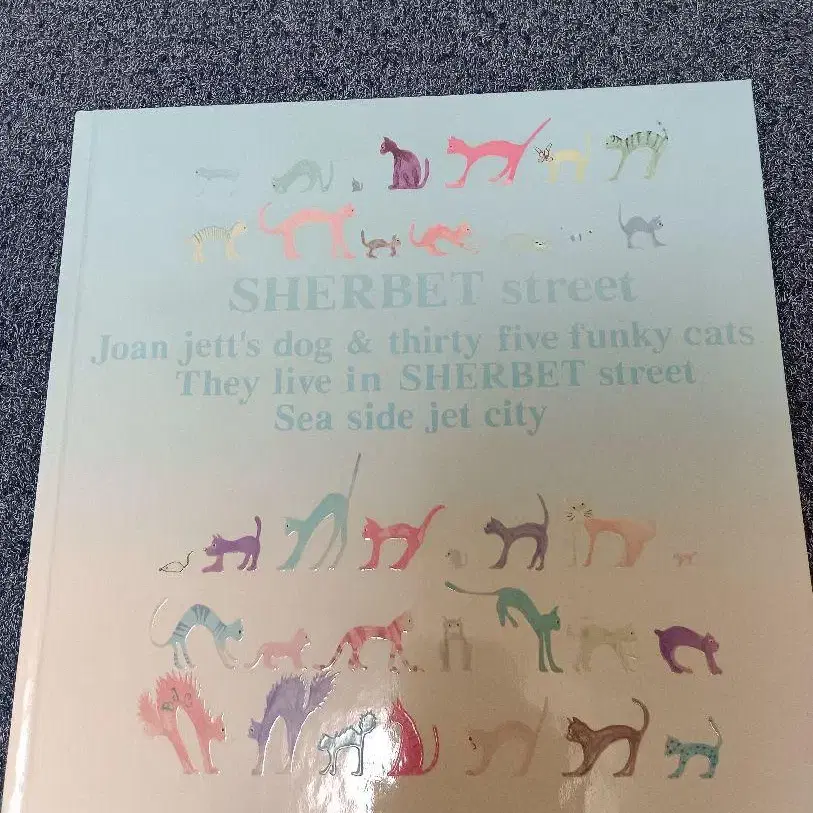 SHERBET street
Joan jett's dog & thirty five funky cats
They live in SHERBET street
Sea side jet city